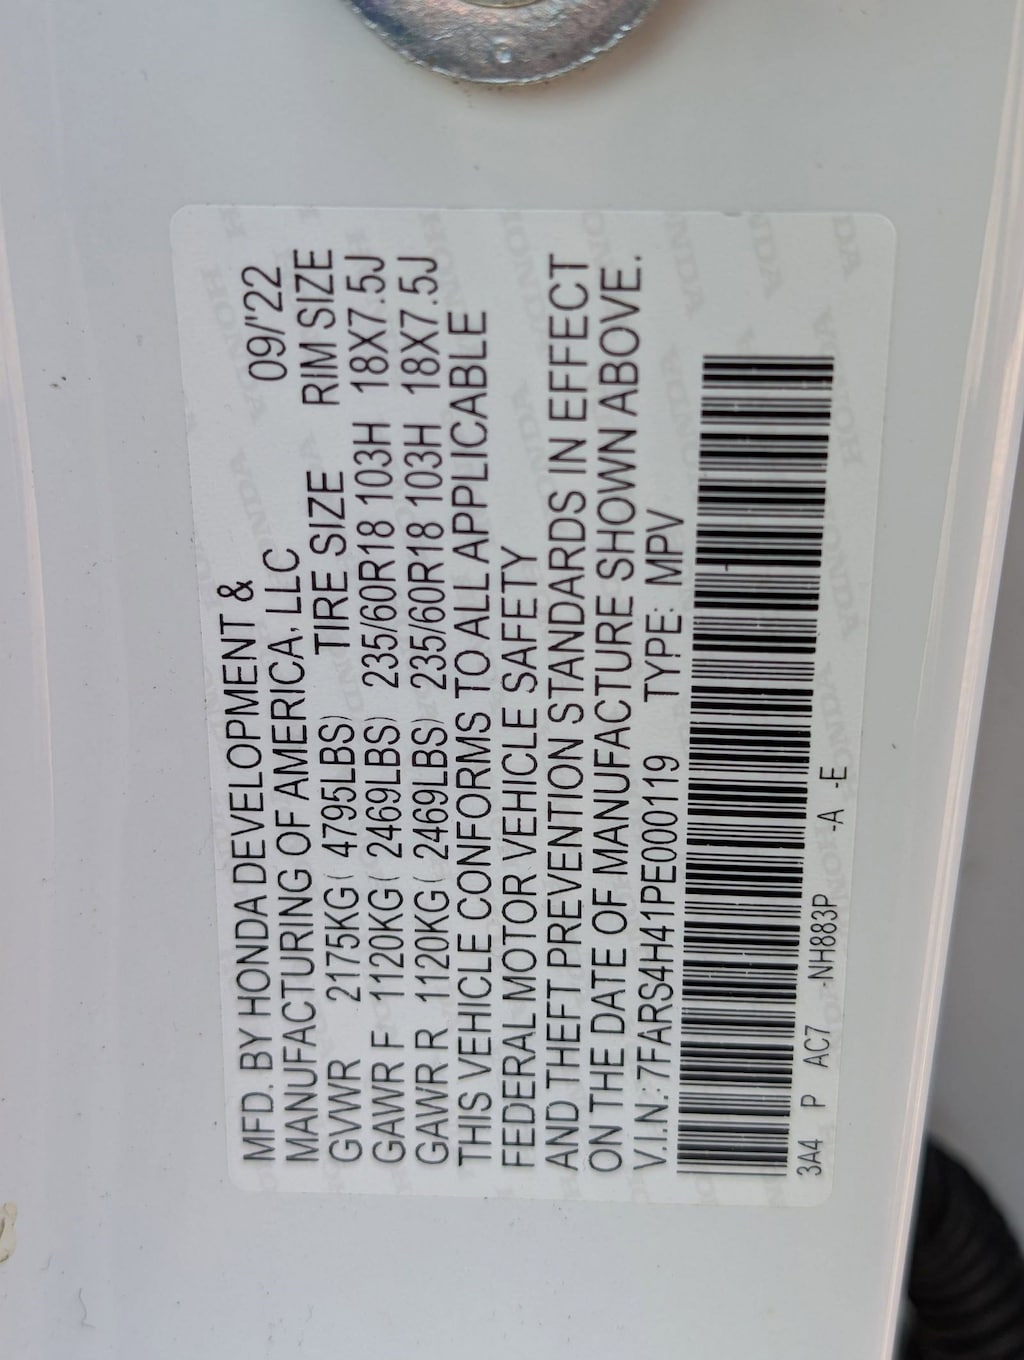 MFD. BY HONDA DEVELOPMENT &
MANUFACTURING OF AMERICA, LLC 09/'22
GVWR 2175KG( 4795LBS) TIRE SIZE RIM SIZE
GAWR F 1120KG( 2469LBS) 235/60R18 103H 18X7.5J
GAWR R 1120KG( 2469LBS) 235/60R18 103H 18X7.5J
THIS VEHICLE CONFORMS TO ALL APPLICABLE
FEDERAL MOTOR VEHICLE SAFETY
AND THEFT PREVENTION STANDARDS IN EFFECT
ON THE DATE OF MANUFACTURE SHOWN ABOVE.
V.I.N.: 7FARS4H41PE000119 TYPE: MPV
3A4 P AC7 -NH883P -A -E